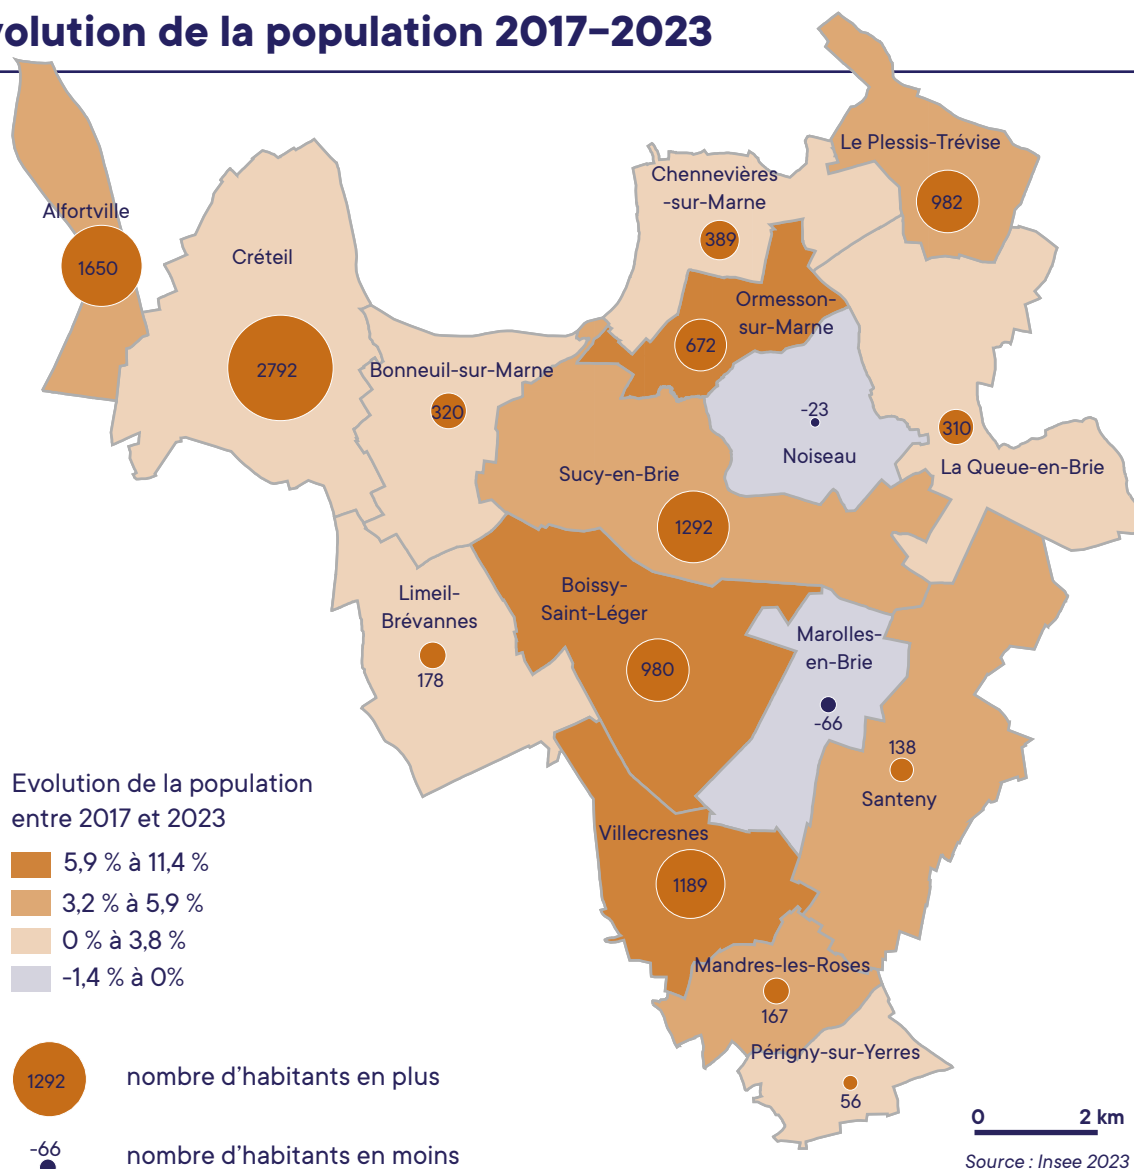 volution de la population 2017–2023
Le Plessis-Trévise
982
Chennevières
-sur-Marne
389
Alfortville
1650
Créteil
2792
Ormesson-
sur-Marne
672
Bonneuil-sur-Marne
320
-23
Noiseau
310
La Queue-en-Brie
Sucy-en-Brie
1292
Boissy-
Saint-Léger
980
Limeil-
Brévannes
178
Marolles-
en-Brie
-66
138
Santeny
Villecresnes
1189
Mandres-les-Roses
167
Périgny-sur-Yerres
56
Evolution de la population
entre 2017 et 2023
5,9 % à 11,4 %
3,2 % à 5,9 %
0 % à 3,8 %
-1,4 % à 0%
1292 nombre d’habitants en plus
-66 nombre d’habitants en moins
0 2 km
Source : Insee 2023